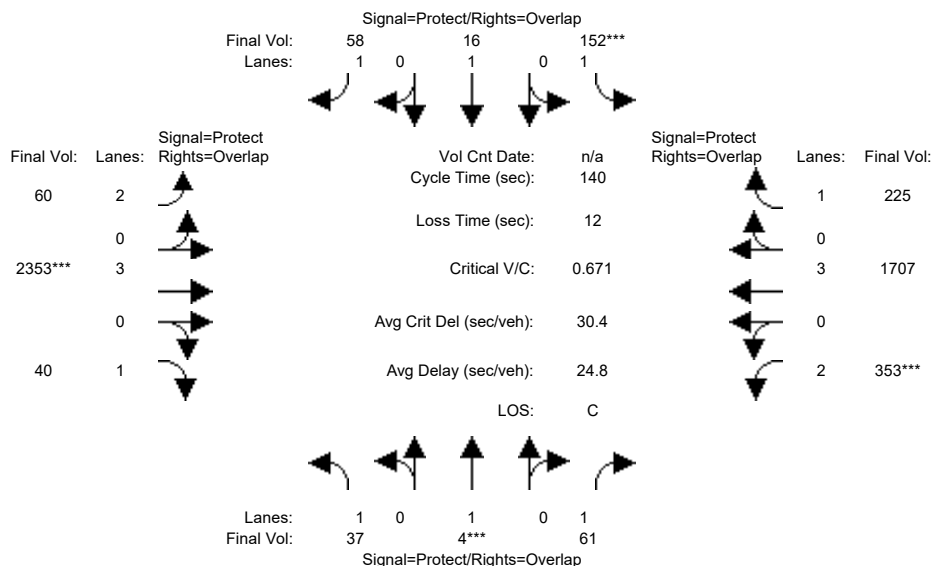 Signal=Protect/Rights=Overlap
Final Vol: 58 16 152***
Lanes: 1 0 1 0 1
Signal=Protect Signal=Protect
Final Vol: Lanes: Rights=Overlap Vol Cnt Date: n/a Rights=Overlap Lanes: Final Vol:
Cycle Time (sec): 140
60 2 1 225
Loss Time (sec): 12
0 0
2353*** 3 Critical V/C: 0.671 3 1707
0 Avg Crit Del (sec/veh): 30.4 0
40 1 Avg Delay (sec/veh): 24.8 2 353***
LOS: C
Lanes: 1 0 1 0 1
Final Vol: 37 4*** 61
Signal=Protect/Rights=Overlap